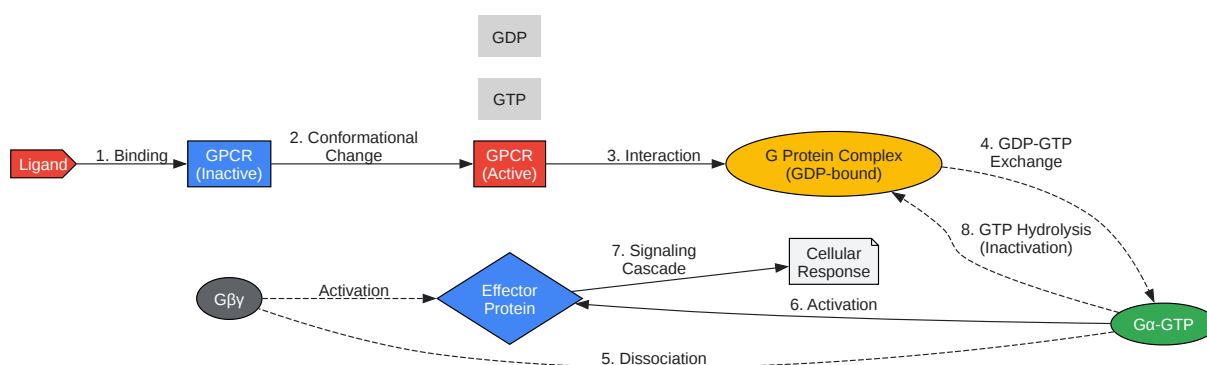 GDP
GTP
Ligand
1. Binding
GPCR
(Inactive)
2. Conformational
Change
GPCR
(Active)
3. Interaction
G Protein Complex
(GDP-bound)
4. GDP-GTP
Exchange
8. GTP Hydrolysis
(Inactivation)
7. Signaling
Cascade
Cellular
Response
Gβγ
Activation
Effector
Protein
6. Activation
Gα-GTP
5. Dissociation